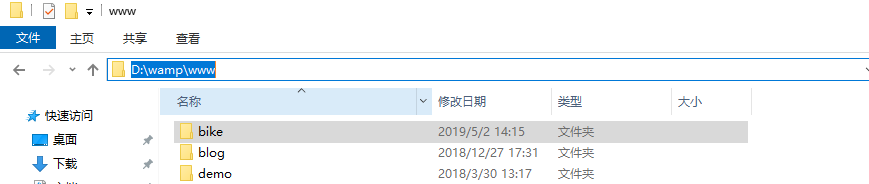 www
文件 主页 共享 查看
D:\wamp\www
名称 修改日期 类型 大小
快速访问
bike 2019/5/2 14:15 文件夹
桌面
blog 2018/12/27 17:31 文件夹
下载
demo 2018/3/30 13:17 文件夹